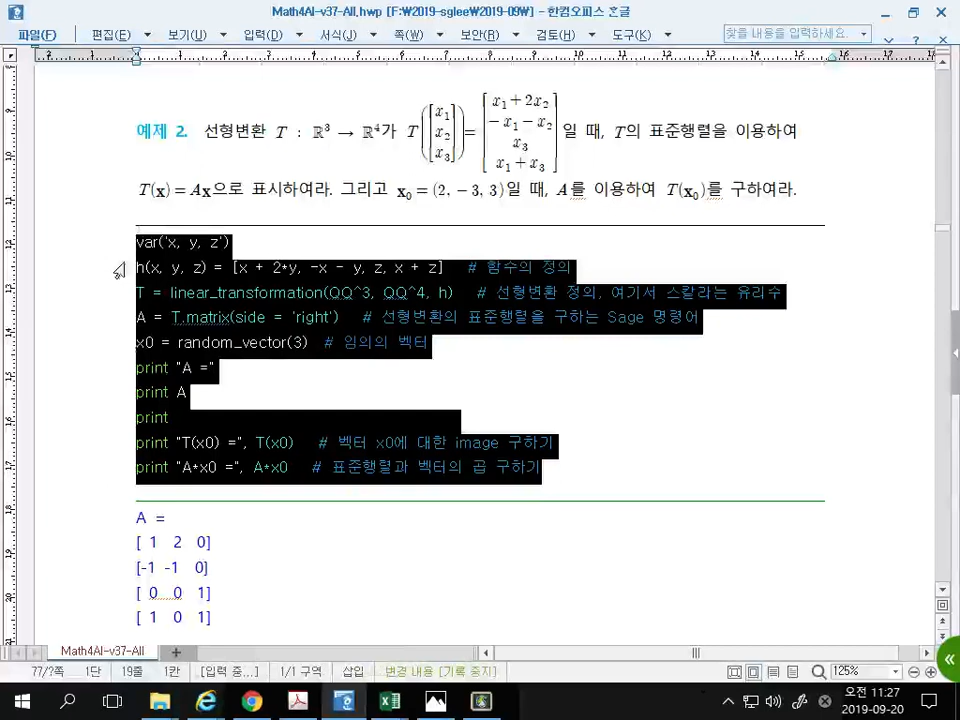 Math4AI-v37-All.hwp [F:₩2019-sglee₩2019-09₩] - 한컴오피스 한글
파일(F) 편집(E) 보기(U) 입력(D) 서식(J) 쪽(W) 보안(R) 검토(H) 도구(K) 찾을 내용을 입력하세요.
예제 2. 선형변환 T : ℝ³ → ℝ⁴가 T([x₁ x₂ x₃]) = [x₁+2x₂ −x₁−x₂ x₃ x₁+x₃] 일 때, T의 표준행렬을 이용하여
T(x) = Ax으로 표시하여라. 그리고 x₀ = (2, −3, 3)일 때, A를 이용하여 T(x₀)를 구하여라.
var('x, y, z')
h(x, y, z) = [x + 2*y, -x - y, z, x + z] # 함수의 정의
T = linear_transformation(QQ^3, QQ^4, h) # 선형변환 정의, 여기서 스칼라는 유리수
A = T.matrix(side = 'right') # 선형변환의 표준행렬을 구하는 Sage 명령어
x0 = random_vector(3) # 임의의 벡터
print "A ="
print A
print
print "T(x0) =", T(x0) # 벡터 x0에 대한 image 구하기
print "A*x0 =", A*x0 # 표준행렬과 벡터의 곱 구하기
A =
[ 1 2 0]
[-1 -1 0]
[ 0 0 1]
[ 1 0 1]
Math4AI-v37-All
77/?쪽 1단 19줄 1칸 [입력 중...] 1/1 구역 삽입 변경 내용 [기록 중지] 125%
오전 11:27
2019-09-20